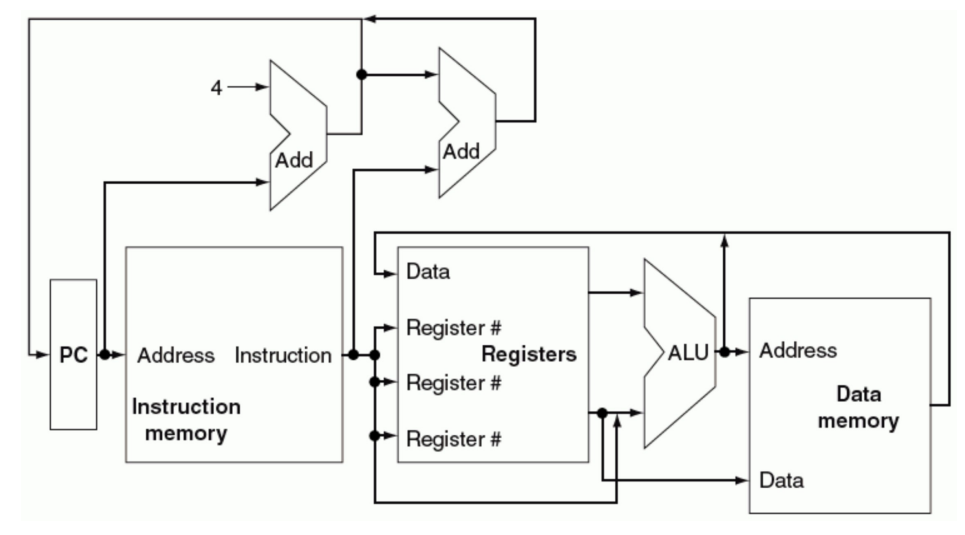 4
Add
Add
Data
Register #
PC
Address
Instruction
Registers
ALU
Address
Register #
Instruction
memory
Data
memory
Register #
Data